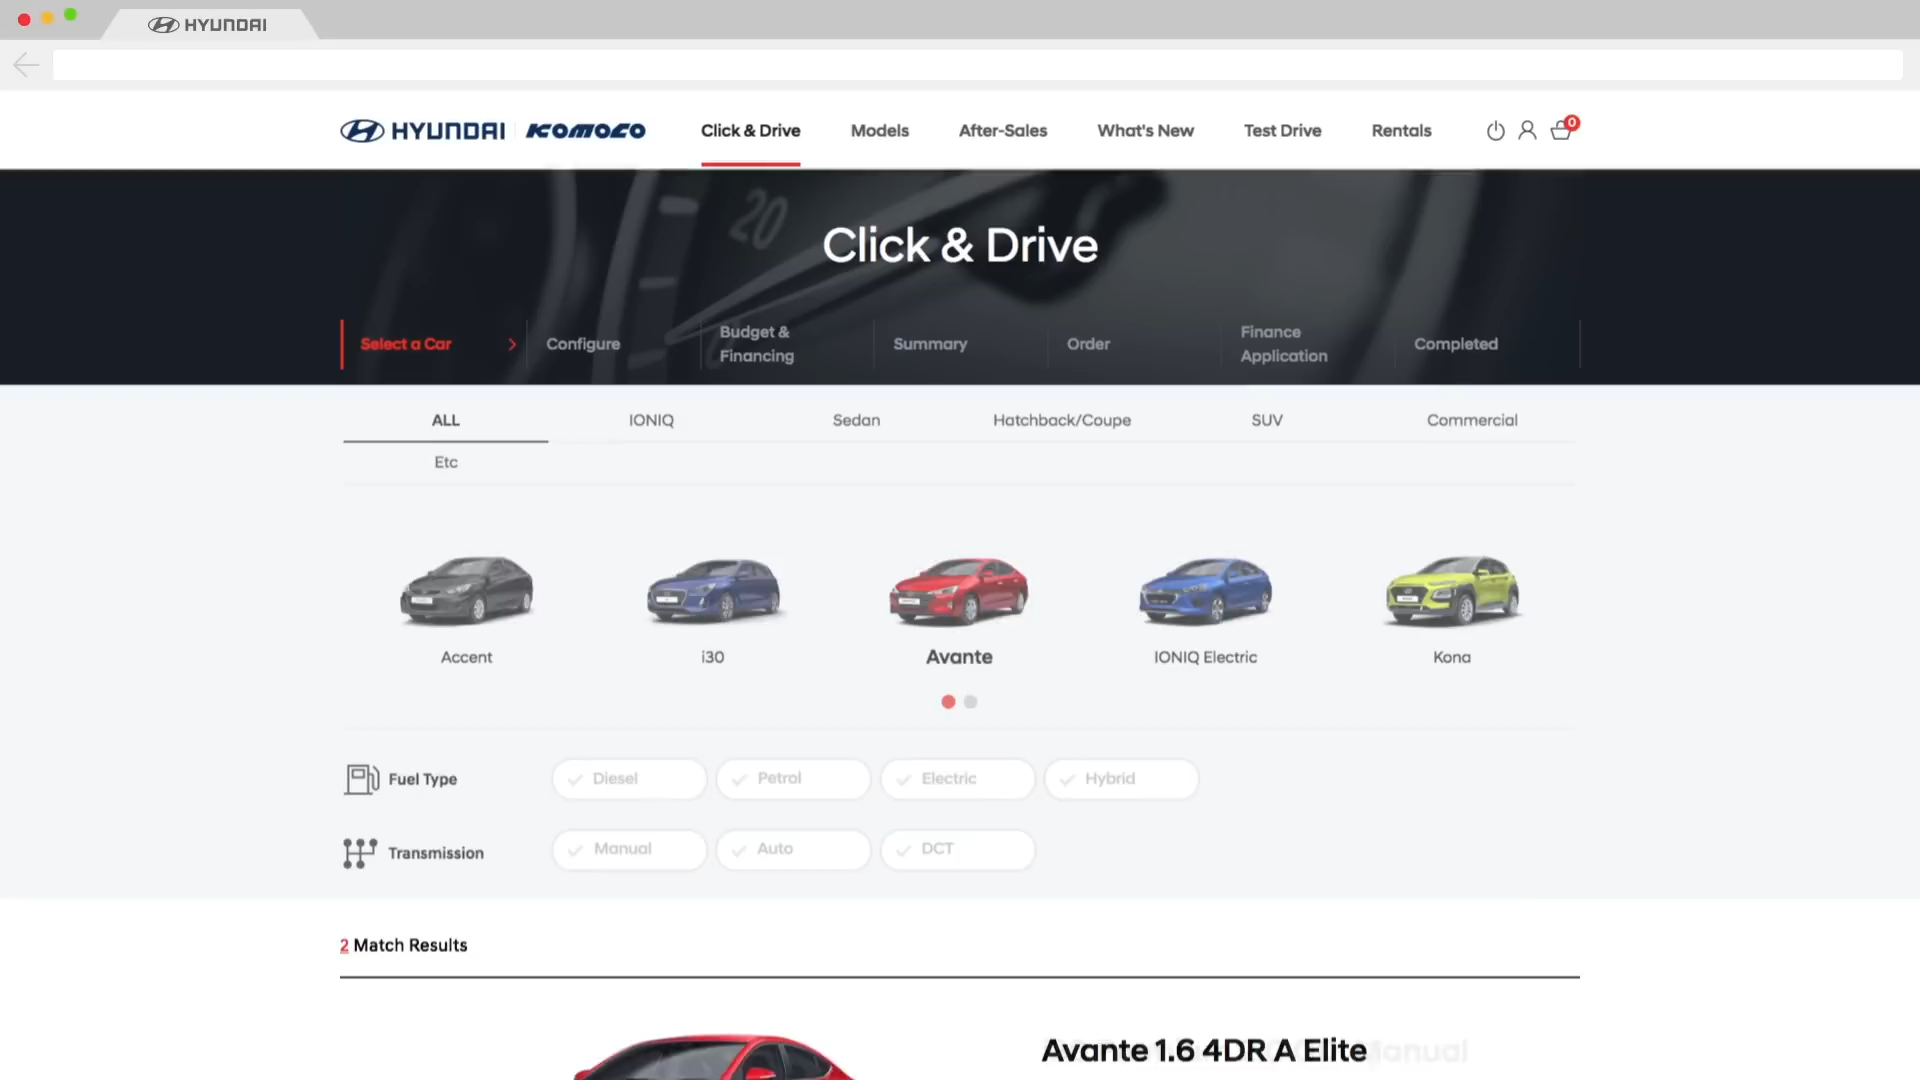 HYUNDAI
HYUNDAI KOMOCO
Click & Drive
Models
After-Sales
What's New
Test Drive
Rentals
0
20
Click & Drive
Select a Car
Configure
Budget &
Financing
Summary
Order
Finance
Application
Completed
ALL
IONIQ
Sedan
Hatchback/Coupe
SUV
Commercial
Etc
Accent
i30
Avante
IONIQ Electric
Kona
Fuel Type
Diesel
Petrol
Electric
Hybrid
Transmission
Manual
Auto
DCT
2 Match Results
Avante 1.6 4DR A Elite
Manual